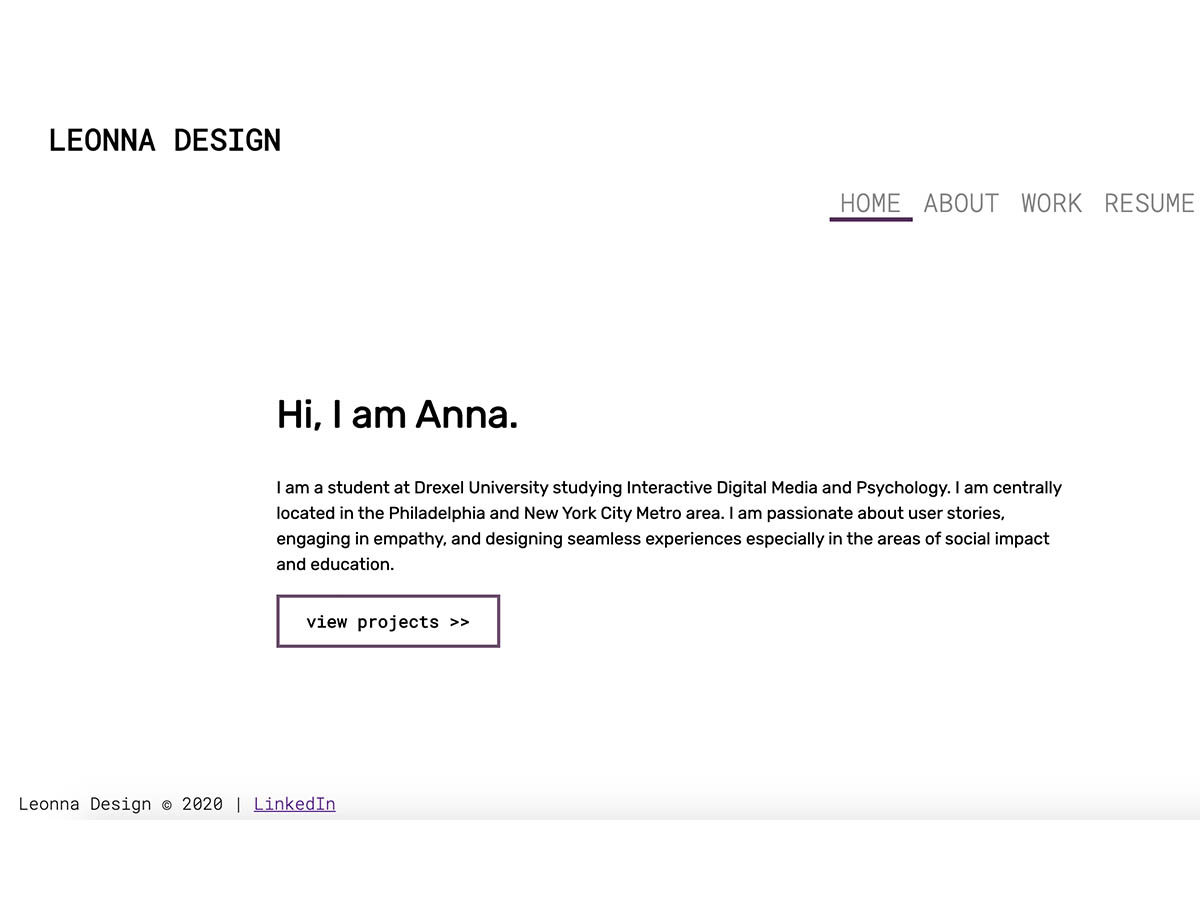 LEONNA DESIGN
HOME ABOUT WORK RESUME
Hi, I am Anna.
I am a student at Drexel University studying Interactive Digital Media and Psychology. I am centrally
located in the Philadelphia and New York City Metro area. I am passionate about user stories,
engaging in empathy, and designing seamless experiences especially in the areas of social impact
and education.
view projects >>
Leonna Design © 2020 | LinkedIn